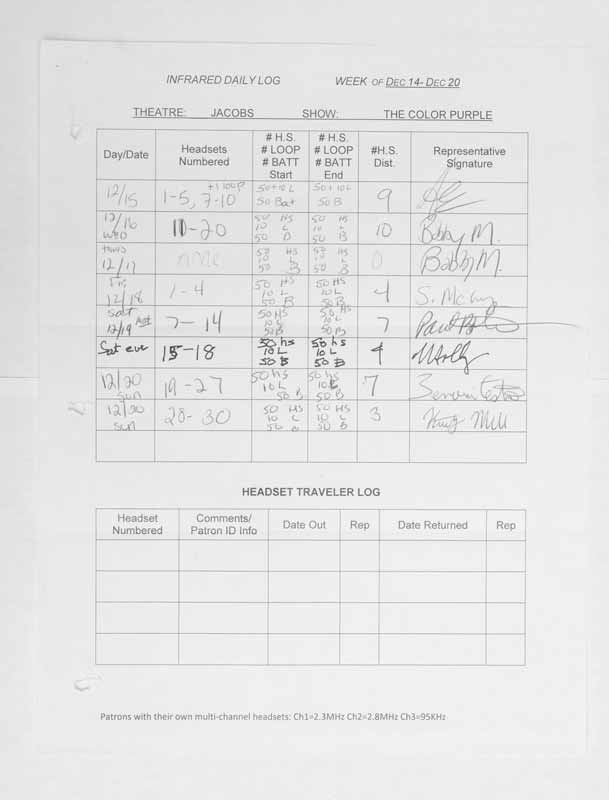 INFRARED DAILY LOG WEEK OF DEC 14- DEC 20
THEATRE: JACOBS SHOW: THE COLOR PURPLE
Day/Date Headsets Numbered # H.S. # LOOP # BATT Start # H.S. # LOOP # BATT End #H.S. Dist. Representative Signature
12/15 1-5, 7-10 +1 loop 50+10L 50 Bat 50+10L 50 B 9
12/16 WED 10-20 50 HS 10 L 50 B 50 HS 10 L 50 B 10 Bobby M.
thurs 12/17 none 50 HS 10 L 50 B 50 HS 10 L 50 B 0 Bobby M.
Fri 12/18 1-4 50 HS 10 L 50 B 50 HS 10 L 50 B 4
Sat 12/19 Mat 7-14 50 HS 10 L 50 B 50 HS 10 L 50 B 7 Paul
Sat eve 15-18 50 hs 10 L 50 B 50 hs 10 L 50 B 4
12/20 sun 19-27 50 hs 10 L 50 B 50 hs 10 L 50 B 7
12/20 sun 28-30 50 HS 10 L 50 B 50 HS 10 L 50 B 3
HEADSET TRAVELER LOG
Headset Numbered Comments/ Patron ID Info Date Out Rep Date Returned Rep
Patrons with their own multi-channel headsets: Ch1=2.3MHz Ch2=2.8MHz Ch3=95KHz